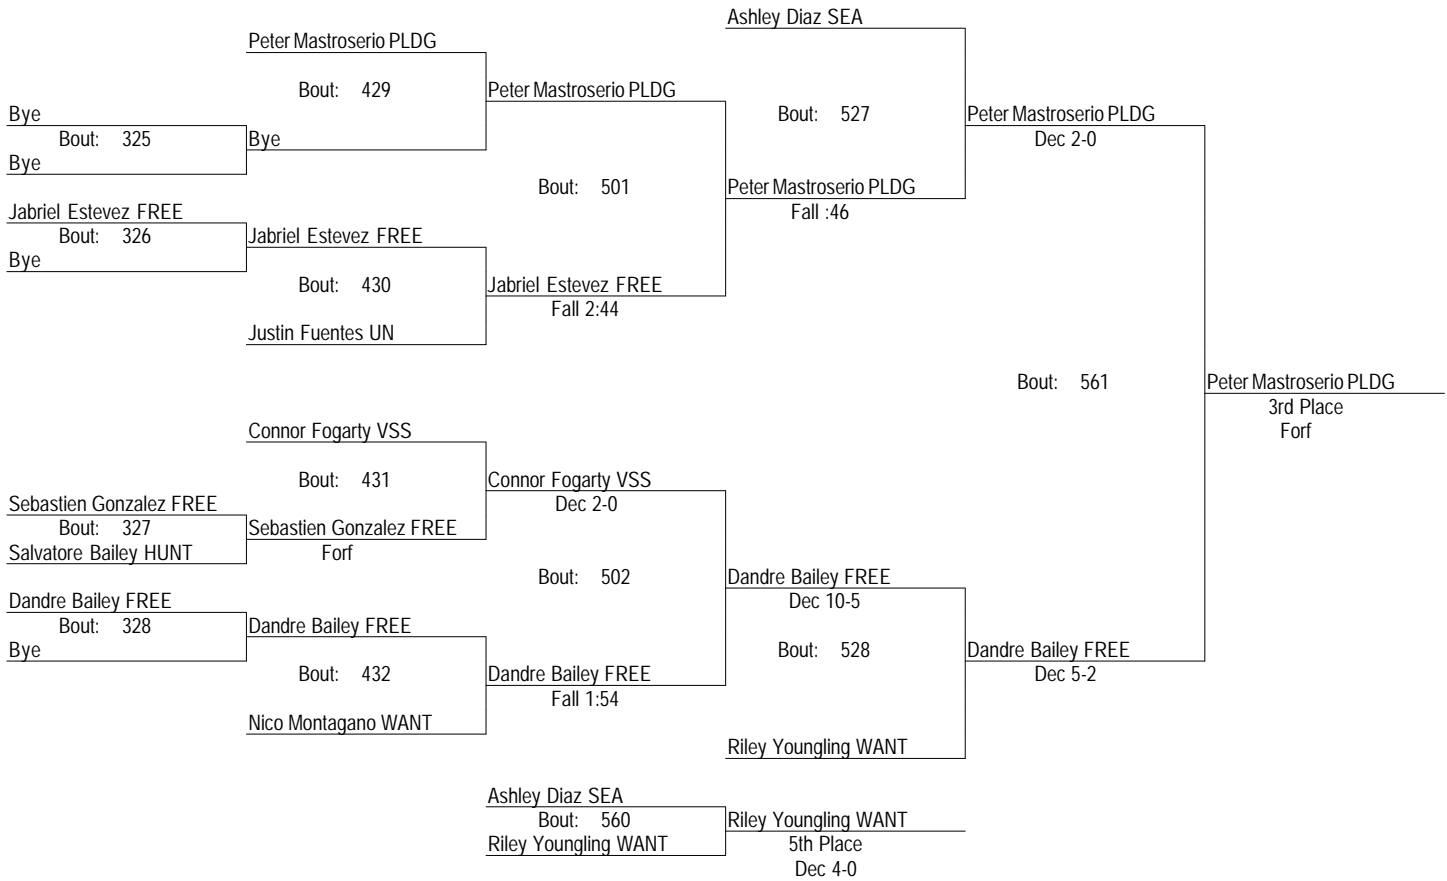 Ashley Diaz SEA
Peter Mastroserio PLDG
Bout: 429
Peter Mastroserio PLDG
Bye
Bout: 527
Peter Mastroserio PLDG
Bout: 325
Bye
Dec 2-0
Bye
Bout: 501
Peter Mastroserio PLDG
Jabriel Estevez FREE
Fall :46
Bout: 326
Jabriel Estevez FREE
Bye
Bout: 430
Jabriel Estevez FREE
Fall 2:44
Justin Fuentes UN
Bout: 561
Peter Mastroserio PLDG
3rd Place
Connor Fogarty VSS
Forf
Bout: 431
Connor Fogarty VSS
Sebastien Gonzalez FREE
Dec 2-0
Bout: 327
Sebastien Gonzalez FREE
Salvatore Bailey HUNT
Forf
Bout: 502
Dandre Bailey FREE
Dandre Bailey FREE
Dec 10-5
Bout: 328
Dandre Bailey FREE
Bye
Bout: 528
Dandre Bailey FREE
Bout: 432
Dandre Bailey FREE
Dec 5-2
Fall 1:54
Nico Montagano WANT
Riley Youngling WANT
Ashley Diaz SEA
Bout: 560
Riley Youngling WANT
Riley Youngling WANT
5th Place
Dec 4-0